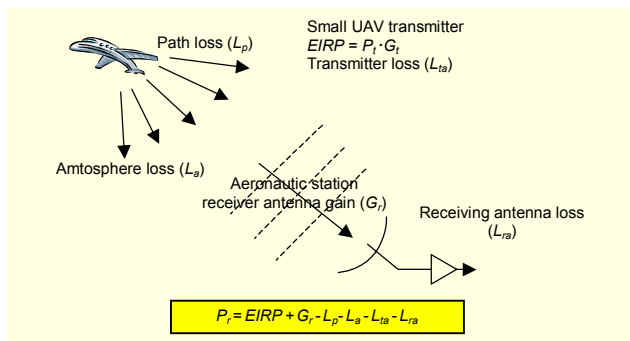 Small UAV transmitter
Path loss (Lp)
EIRP = Pt·Gt
Transmitter loss (Lta)
Amtosphere loss (La)
Aeronautic station
receiver antenna gain (Gr)
Receiving antenna loss
(Lra)
Pr = EIRP + Gr - Lp- La - Lta - Lra